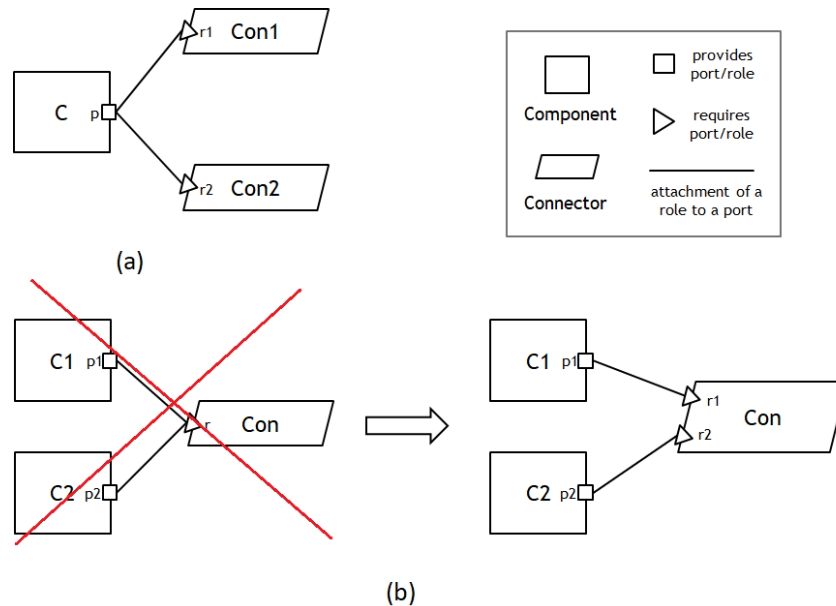 r1 Con1
C p
r2 Con2
(a)
Component
provides
port/role
requires
port/role
Connector
attachment of a
role to a port
C1 p1
r Con
C2 p2
C1 p1
r1
r2
Con
C2 p2
(b)